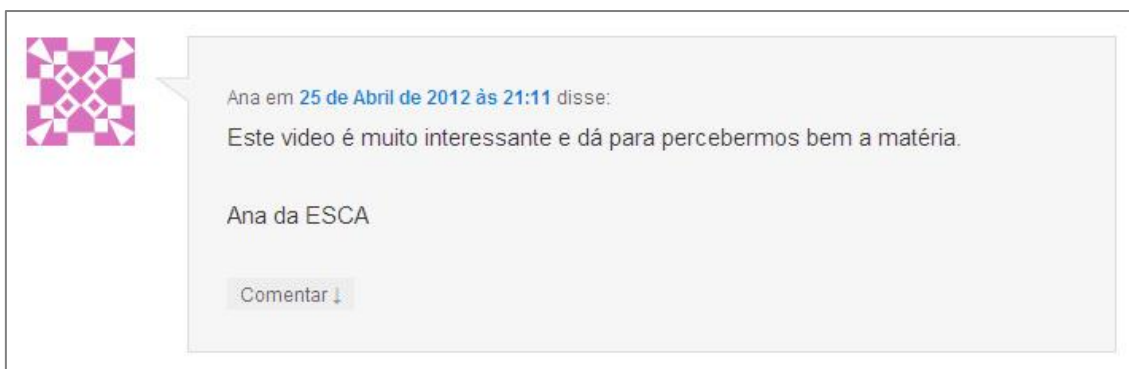 Ana em 25 de Abril de 2012 às 21:11 disse:
Este video é muito interessante e dá para percebermos bem a matéria.
Ana da ESCA
Comentar ↓